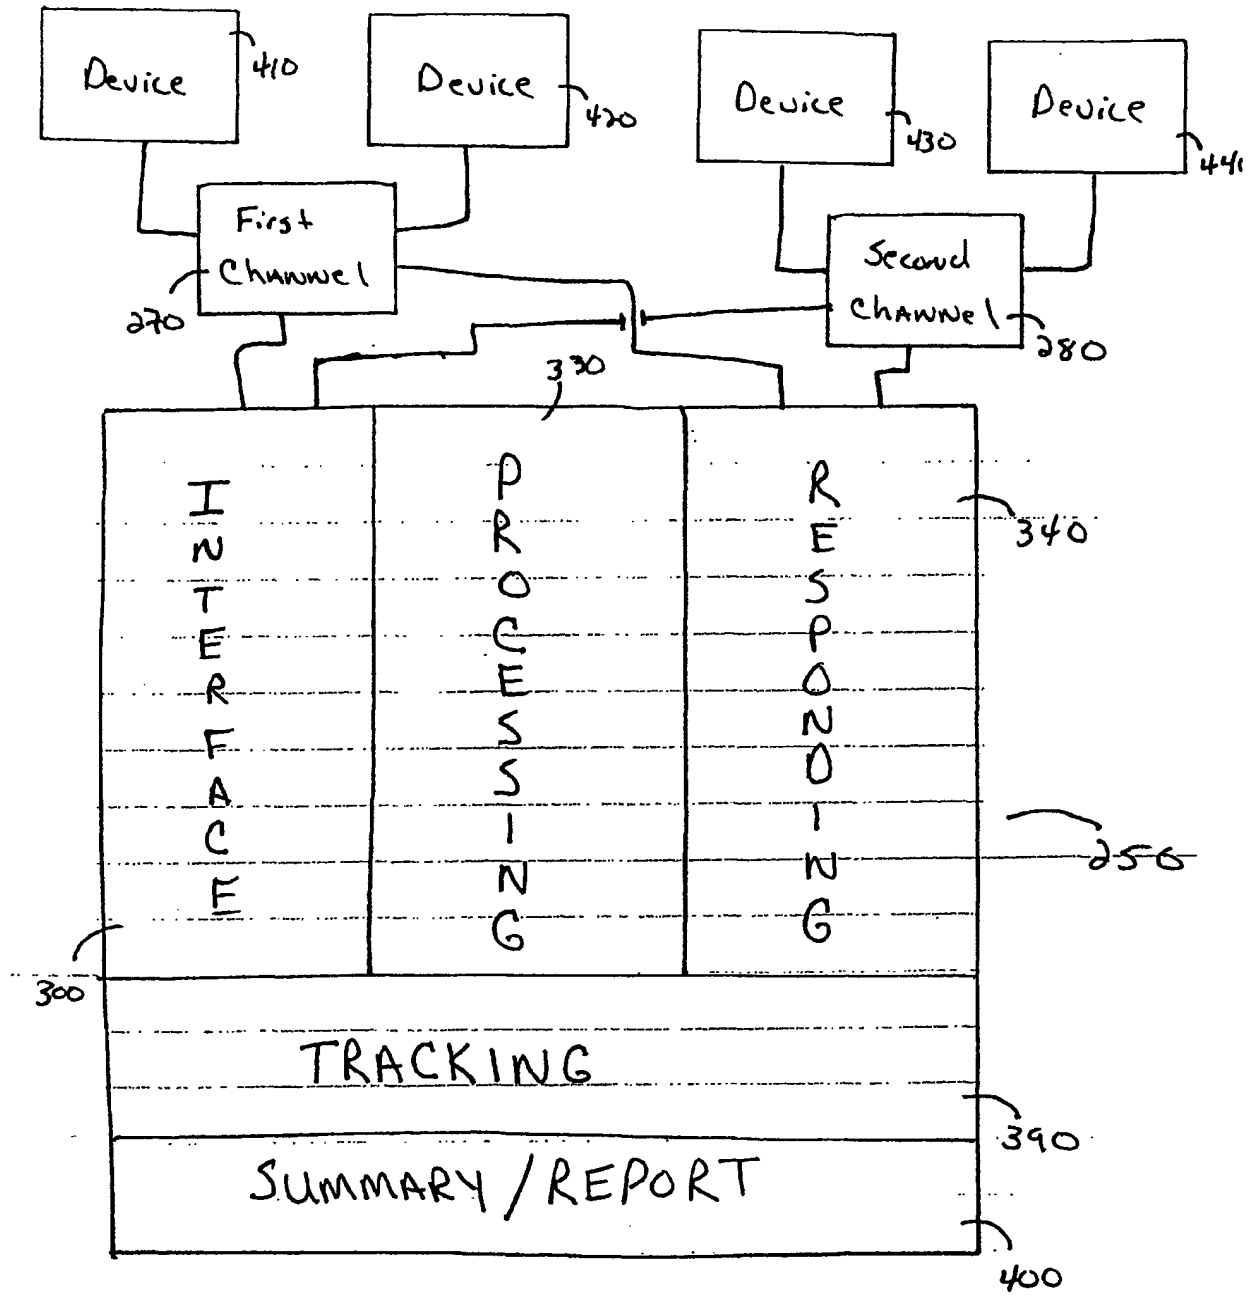 Device
410
Device
420
Device
430
Device
First
Channel
270
Second
Channel
280
330
INTERFACE
PROCESSING
RESPONDING
340
250
300
TRACKING
390
SUMMARY/REPORT
400